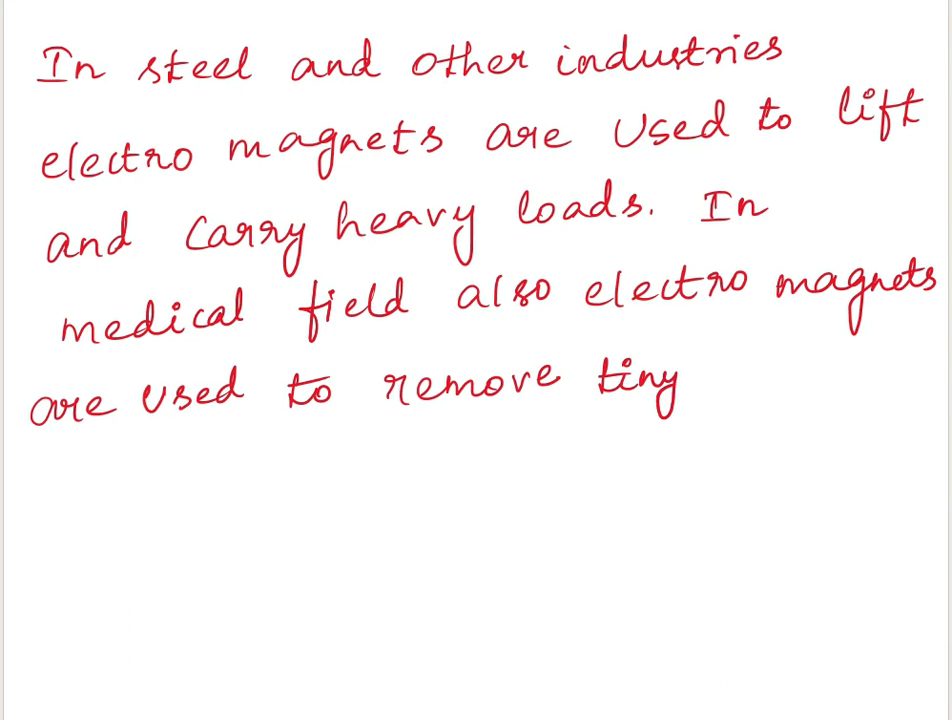 In steel and other industries
electro magnets are used to lift
and carry heavy loads. In
medical field also electro magnets
are used to remove tiny